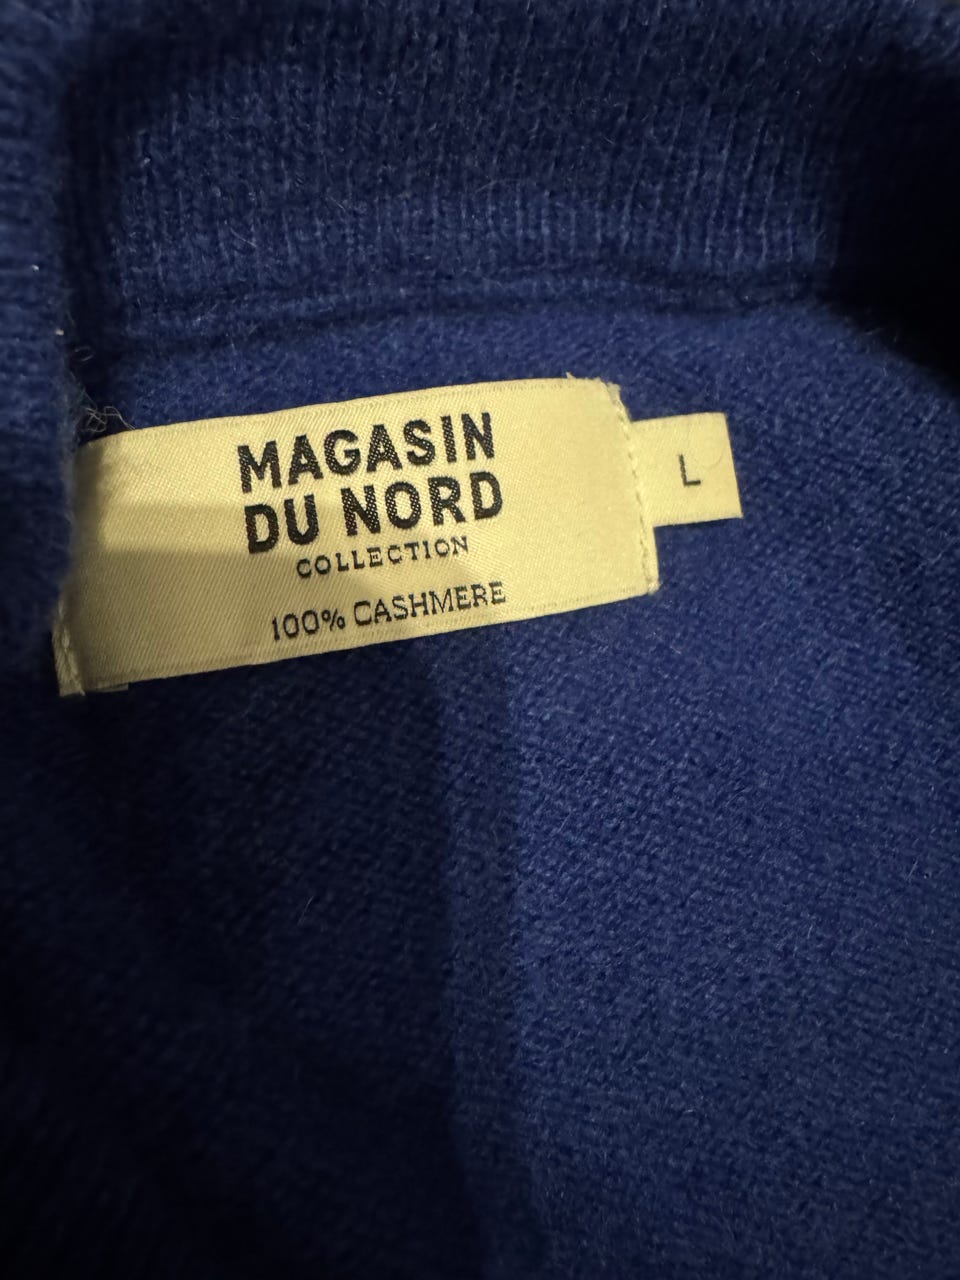 MAGASIN
DU NORD
COLLECTION
100% CASHMERE
L